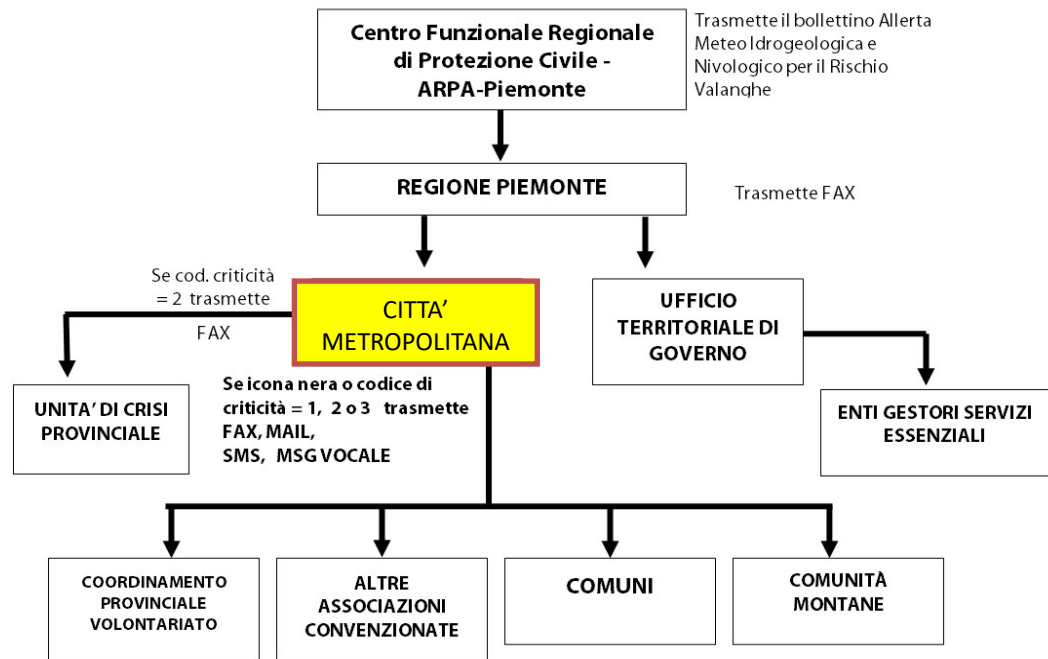 Centro Funzionale Regionale
di Protezione Civile -
ARPA-Piemonte
Trasmette il bollettino Allerta
Meteo Idrogeologica e
Nivologico per il Rischio
Valanghe
REGIONE PIEMONTE
Trasmette FAX
Se cod. criticità
= 2 trasmette
FAX
CITTA’
METROPOLITANA
UFFICIO
TERRITORIALE DI
GOVERNO
Se icona nera o codice di
criticità = 1, 2 o 3 trasmette
FAX, MAIL,
SMS, MSG VOCALE
UNITA’ DI CRISI
PROVINCIALE
ENTI GESTORI SERVIZI
ESSENZIALI
COORDINAMENTO
PROVINCIALE
VOLONTARIATO
ALTRE
ASSOCIAZIONI
CONVENZIONATE
COMUNI
COMUNITÀ
MONTANE